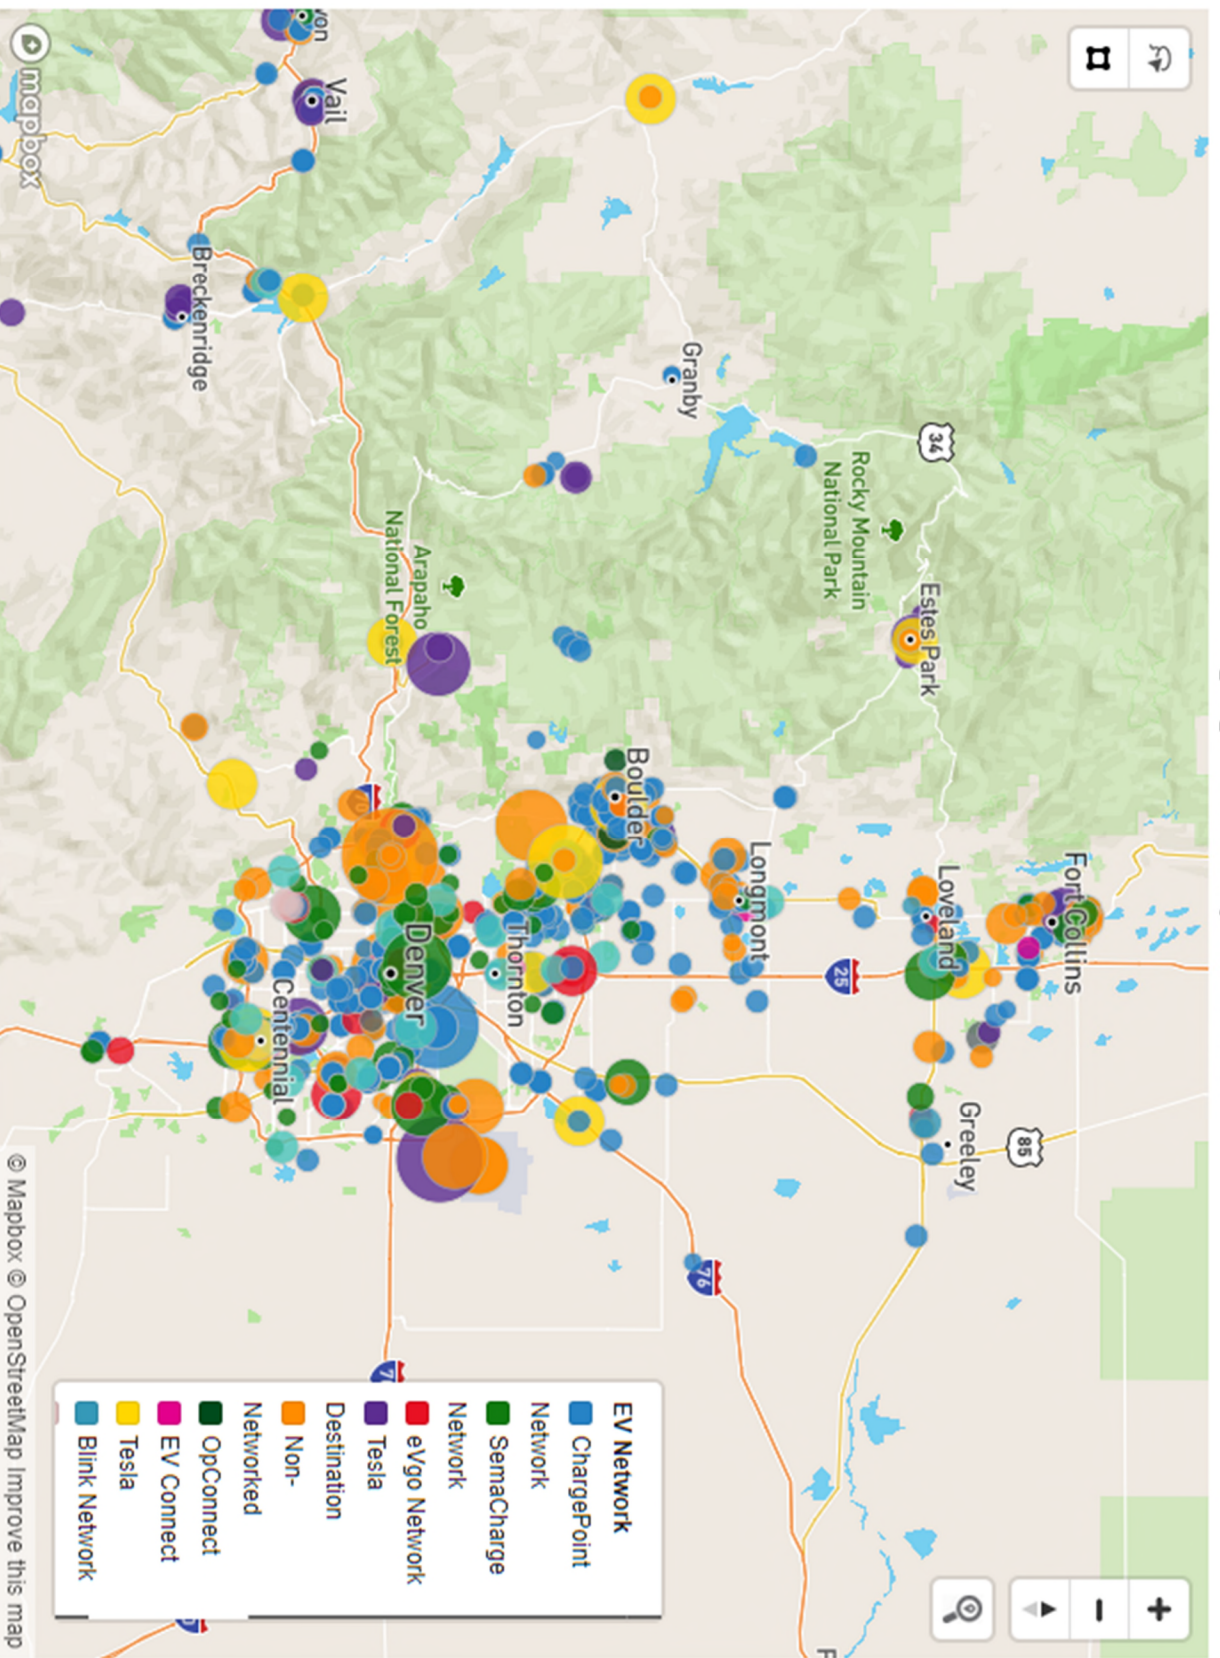 von
Vail
Breckenridge
Granby
34
Rocky Mountain
National Park
Estes Park
Arapaho
National Forest
Boulder
Longmont
Loveland
Fort Collins
25
Thornton
Denver
Centennial
Greeley
85
76
EV Network
ChargePoint
Network
SemaCharge
Network
eVgo Network
Tesla
Destination
Non-
Networked
OpConnect
EV Connect
Tesla
Blink Network
mapbox
© Mapbox © OpenStreetMap Improve this map